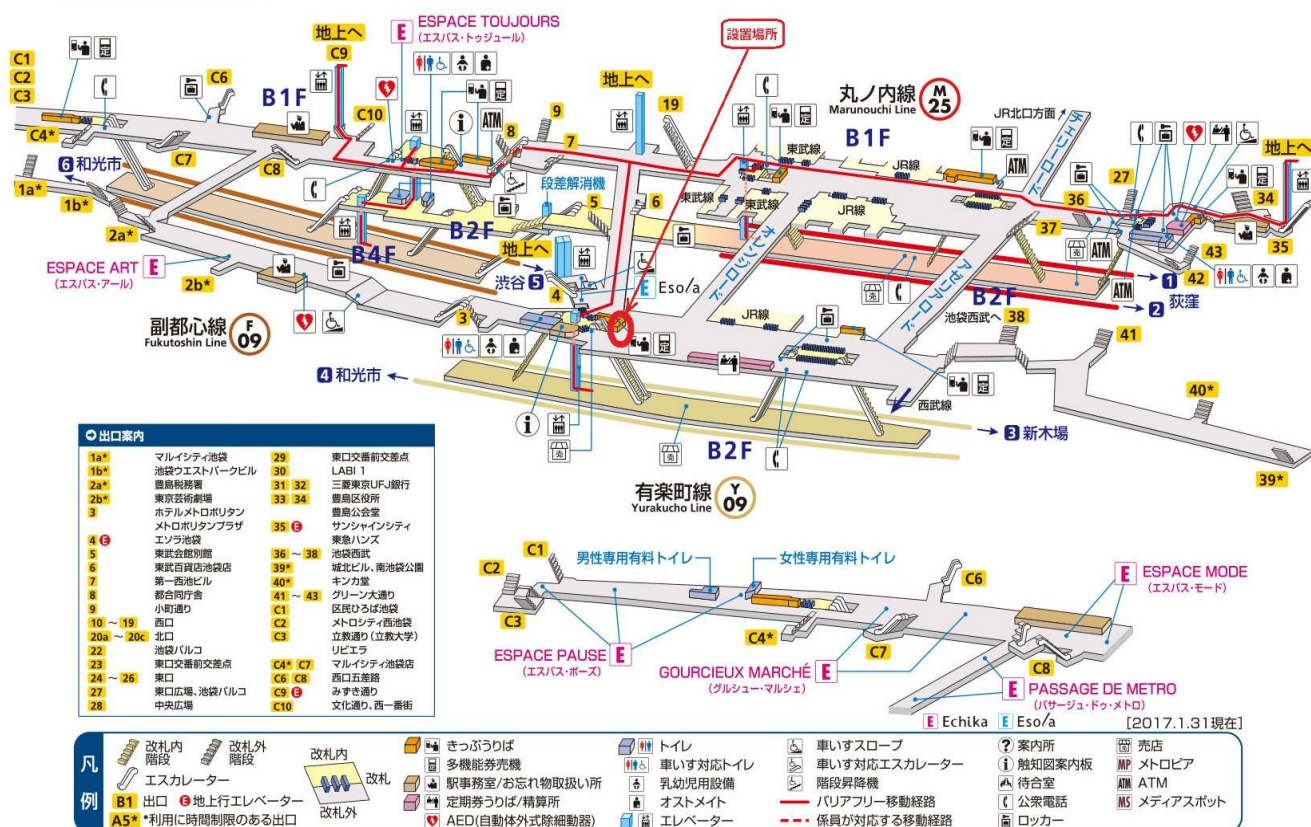 ESPACE TOUJOURS
(エスパス・トゥジュール)
設置場所
地上へ
C9
C1
C2
C3
C6
B1F
C10
地上へ
9
19
丸ノ内線
Marunouchi Line
M
25
B1F
JR北口方面
チェリーロード
C4*
C7
C8
8
7
ATM
東武線
JR線
ATM
27
地上へ
34
36
6 和光市
1a*
1b*
2a*
段差解消機
5
6
東武線
東武線
JR線
37
35
43
42
B2F
B4F
地上へ
ESPACE ART E
(エスパス・アール)
2b*
渋谷 5
4
E Esola
オレンジロード
アゼリアロード
ATM
ATM
1
荻窪
2
B2F
池袋西武へ 38
41
副都心線
Fukutoshin Line
F
09
3
JR線
4 和光市
西武線
3 新木場
40*
39*
B2F
有楽町線
Yurakucho Line
Y
09
出口案内
1a* マルイシティ池袋
1b* 池袋ウエストパークビル
2a* 豊島税務署
2b* 東京芸術劇場
3 ホテルメトロポリタン
メトロポリタンプラザ
4 E エソラ池袋
5 東武会館別館
6 東武百貨店池袋店
7 第一西池ビル
8 都合同庁舎
9 小町通り
10 ~ 19 西口
20a ~ 20c 北口
22 池袋パルコ
23 東口交番前交差点
24 ~ 26 東口
27 東口広場、池袋パルコ
28 中央広場
29 東口交番前交差点
30 LABI 1
31 32 三菱東京UFJ銀行
33 34 豊島区役所
豊島公会堂
35 E サンシャインシティ
東急ハンズ
36 ~ 38 池袋西武
39* 城北ビル、南池袋公園
40* キンカ堂
41 ~ 43 グリーン大通り
C1 区民ひろば池袋
C2 メトロシティ西池袋
C3 立教通り(立教大学)
リビエラ
C4* C7 マルイシティ池袋店
C6 C8 西口五差路
C9 E みずき通り
C10 文化通り、西一番街
C1
C2
C3
男性専用有料トイレ
女性専用有料トイレ
C6
ESPACE MODE
(エスパス・モード)
C4*
C7
C8
ESPACE PAUSE E
(エスパス・ポーズ)
GOURCIEUX MARCHÉ E
(グルシュー・マルシェ)
E PASSAGE DE METRO
(パサージュ・ドゥ・メトロ)
E Echika E Esola
[2017.1.31現在]
凡例
改札内
階段
改札外
階段
エスカレーター
B1 出口 E地上行エレベーター
A5* *利用に時間制限のある出口
改札内
改札
改札外
きっぷうりば
多機能券売機
駅事務室/お忘れ物取扱い所
定期券うりば/精算所
AED(自動体外式除細動器)
トイレ
車いす対応トイレ
乳幼児用設備
オストメイト
エレベーター
車いすスロープ
車いす対応エスカレーター
階段昇降機
バリアフリー移動経路
係員が対応する移動経路
案内所
触知図案内板
待合室
公衆電話
ロッカー
売店
MP メトロピア
ATM ATM
MS メディアスポット